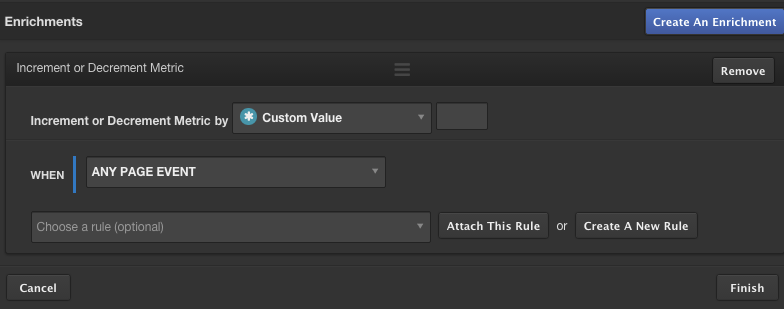 Enrichments
Create An Enrichment
Increment or Decrement Metric
Remove
Increment or Decrement Metric by
Custom Value
WHEN
ANY PAGE EVENT
Choose a rule (optional)
Attach This Rule
or
Create A New Rule
Cancel
Finish